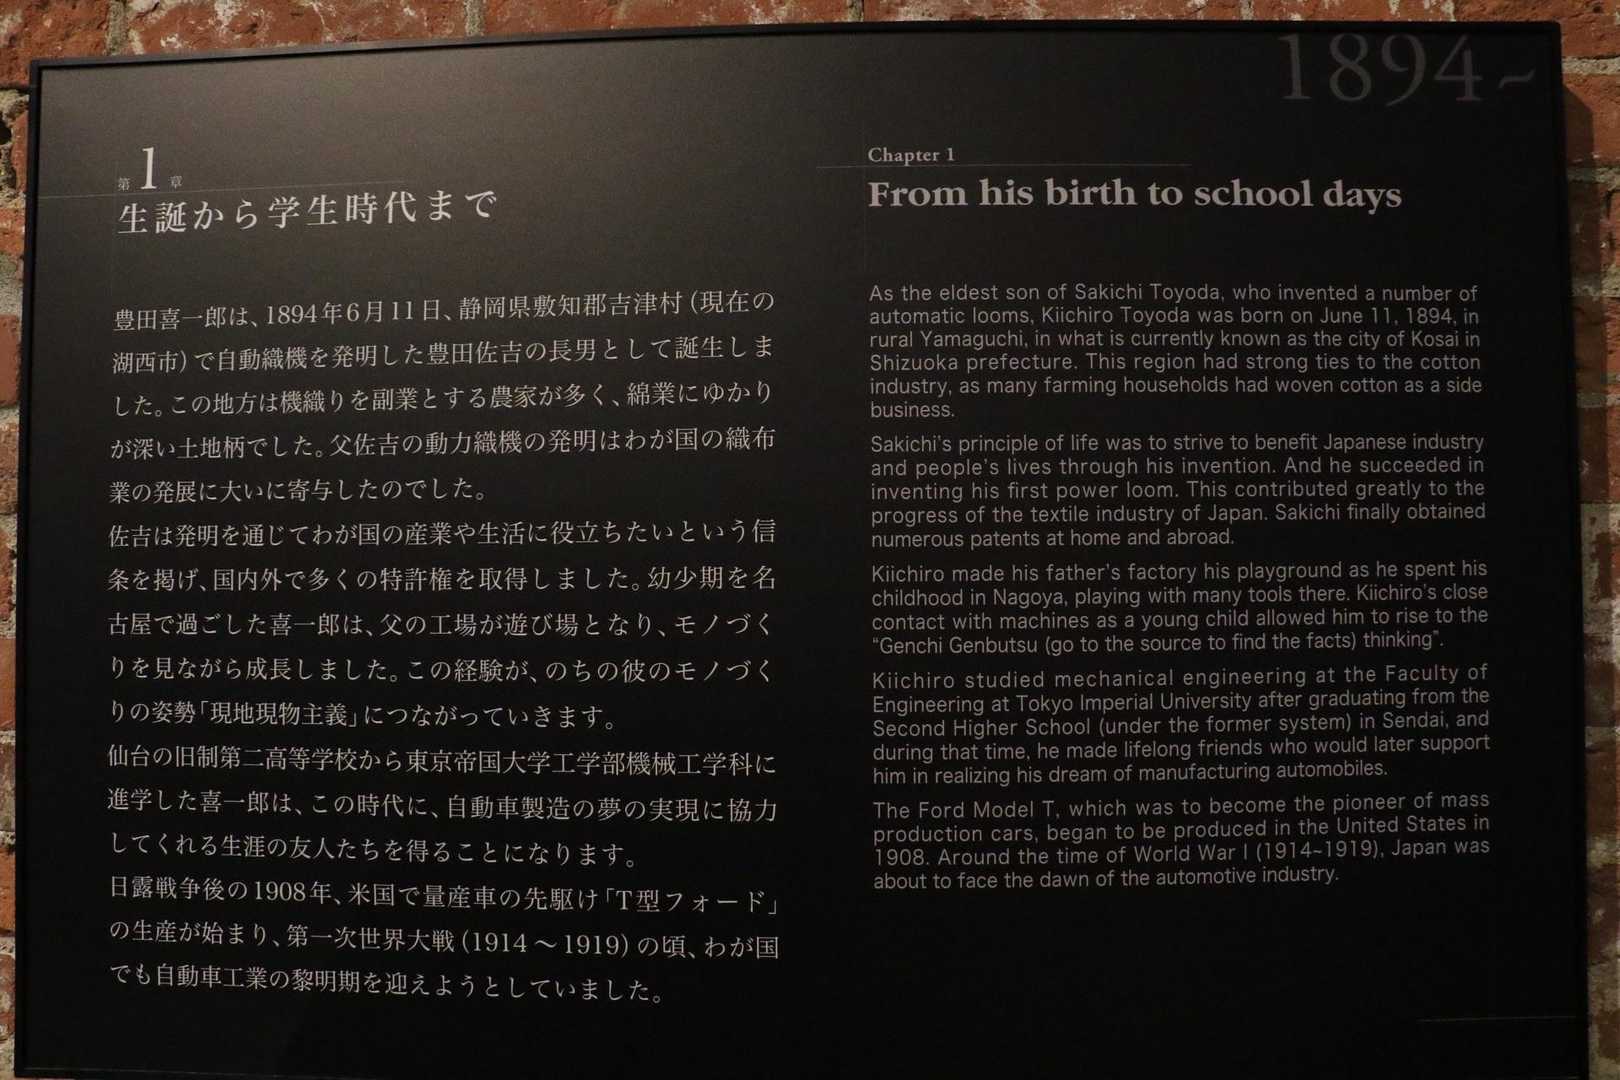 1894~
第1章
生誕から学生時代まで
豊田喜一郎は、1894年6月11日、静岡県敷知郡吉津村（現在の
湖西市）で自動織機を発明した豊田佐吉の長男として誕生しま
した。この地方は機織りを副業とする農家が多く、綿業にゆかり
が深い土地柄でした。父佐吉の動力織機の発明はわが国の織布
業の発展に大いに寄与したのでした。
佐吉は発明を通じてわが国の産業や生活に役立ちたいという信
条を掲げ、国内外で多くの特許権を取得しました。幼少期を名
古屋で過ごした喜一郎は、父の工場が遊び場となり、モノづく
りを見ながら成長しました。この経験が、のちの彼のモノづく
りの姿勢「現地現物主義」につながっていきます。
仙台の旧制第二高等学校から東京帝国大学工学部機械工学科に
進学した喜一郎は、この時代に、自動車製造の夢の実現に協力
してくれる生涯の友人たちを得ることになります。
日露戦争後の1908年、米国で量産車の先駆け「T型フォード」
の生産が始まり、第一次世界大戦（1914～1919）の頃、わが国
でも自動車工業の黎明期を迎えようとしていました。
Chapter 1
From his birth to school days
As the eldest son of Sakichi Toyoda, who invented a number of
automatic looms, Kiichiro Toyoda was born on June 11, 1894, in
rural Yamaguchi, in what is currently known as the city of Kosai in
Shizuoka prefecture. This region had strong ties to the cotton
industry, as many farming households had woven cotton as a side
business.
Sakichi's principle of life was to strive to benefit Japanese industry
and people's lives through his invention. And he succeeded in
inventing his first power loom. This contributed greatly to the
progress of the textile industry of Japan. Sakichi finally obtained
numerous patents at home and abroad.
Kiichiro made his father's factory his playground as he spent his
childhood in Nagoya, playing with many tools there. Kiichiro's close
contact with machines as a young child allowed him to rise to the
“Genchi Genbutsu (go to the source to find the facts) thinking”.
Kiichiro studied mechanical engineering at the Faculty of
Engineering at Tokyo Imperial University after graduating from the
Second Higher School (under the former system) in Sendai, and
during that time, he made lifelong friends who would later support
him in realizing his dream of manufacturing automobiles.
The Ford Model T, which was to become the pioneer of mass
production cars, began to be produced in the United States in
1908. Around the time of World War I (1914~1919), Japan was
about to face the dawn of the automotive industry.